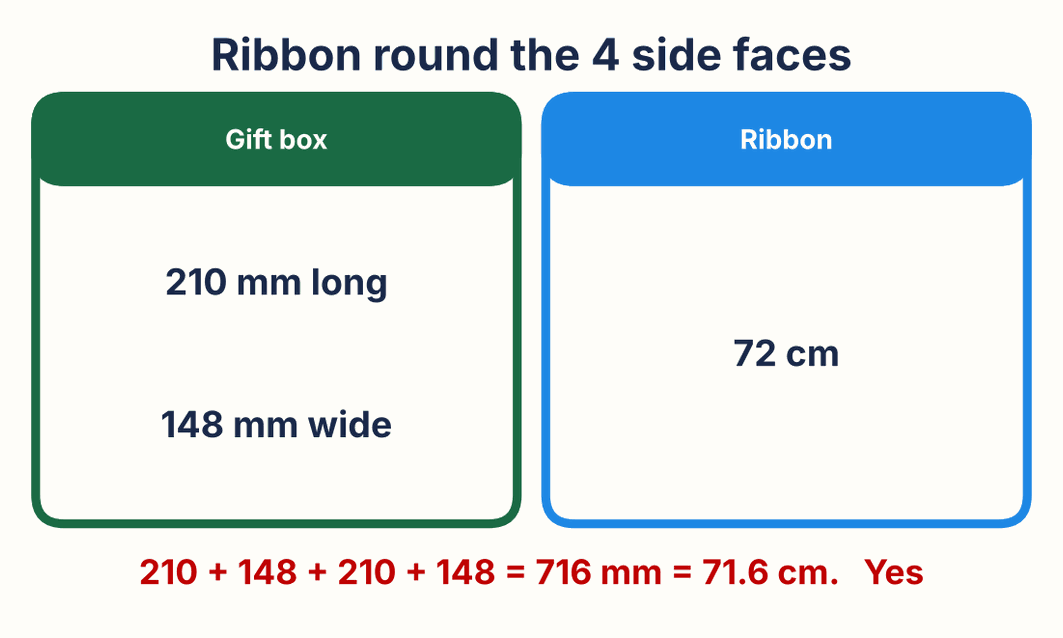 Ribbon round the 4 side faces
Gift box
210 mm long
148 mm wide
Ribbon
72 cm
210 + 148 + 210 + 148 = 716 mm = 71.6 cm. Yes